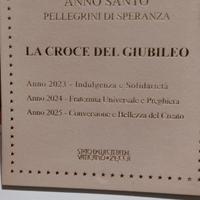 ANNO SANTO
PELLEGRINI DI SPERANZA
LA CROCE DEL GIUBILEO
Anno 2023 - Indulgenza e Solidarietà
Anno 2024 - Fraternità Universale e Preghiera
Anno 2025 - Conversione e Bellezza del Creato